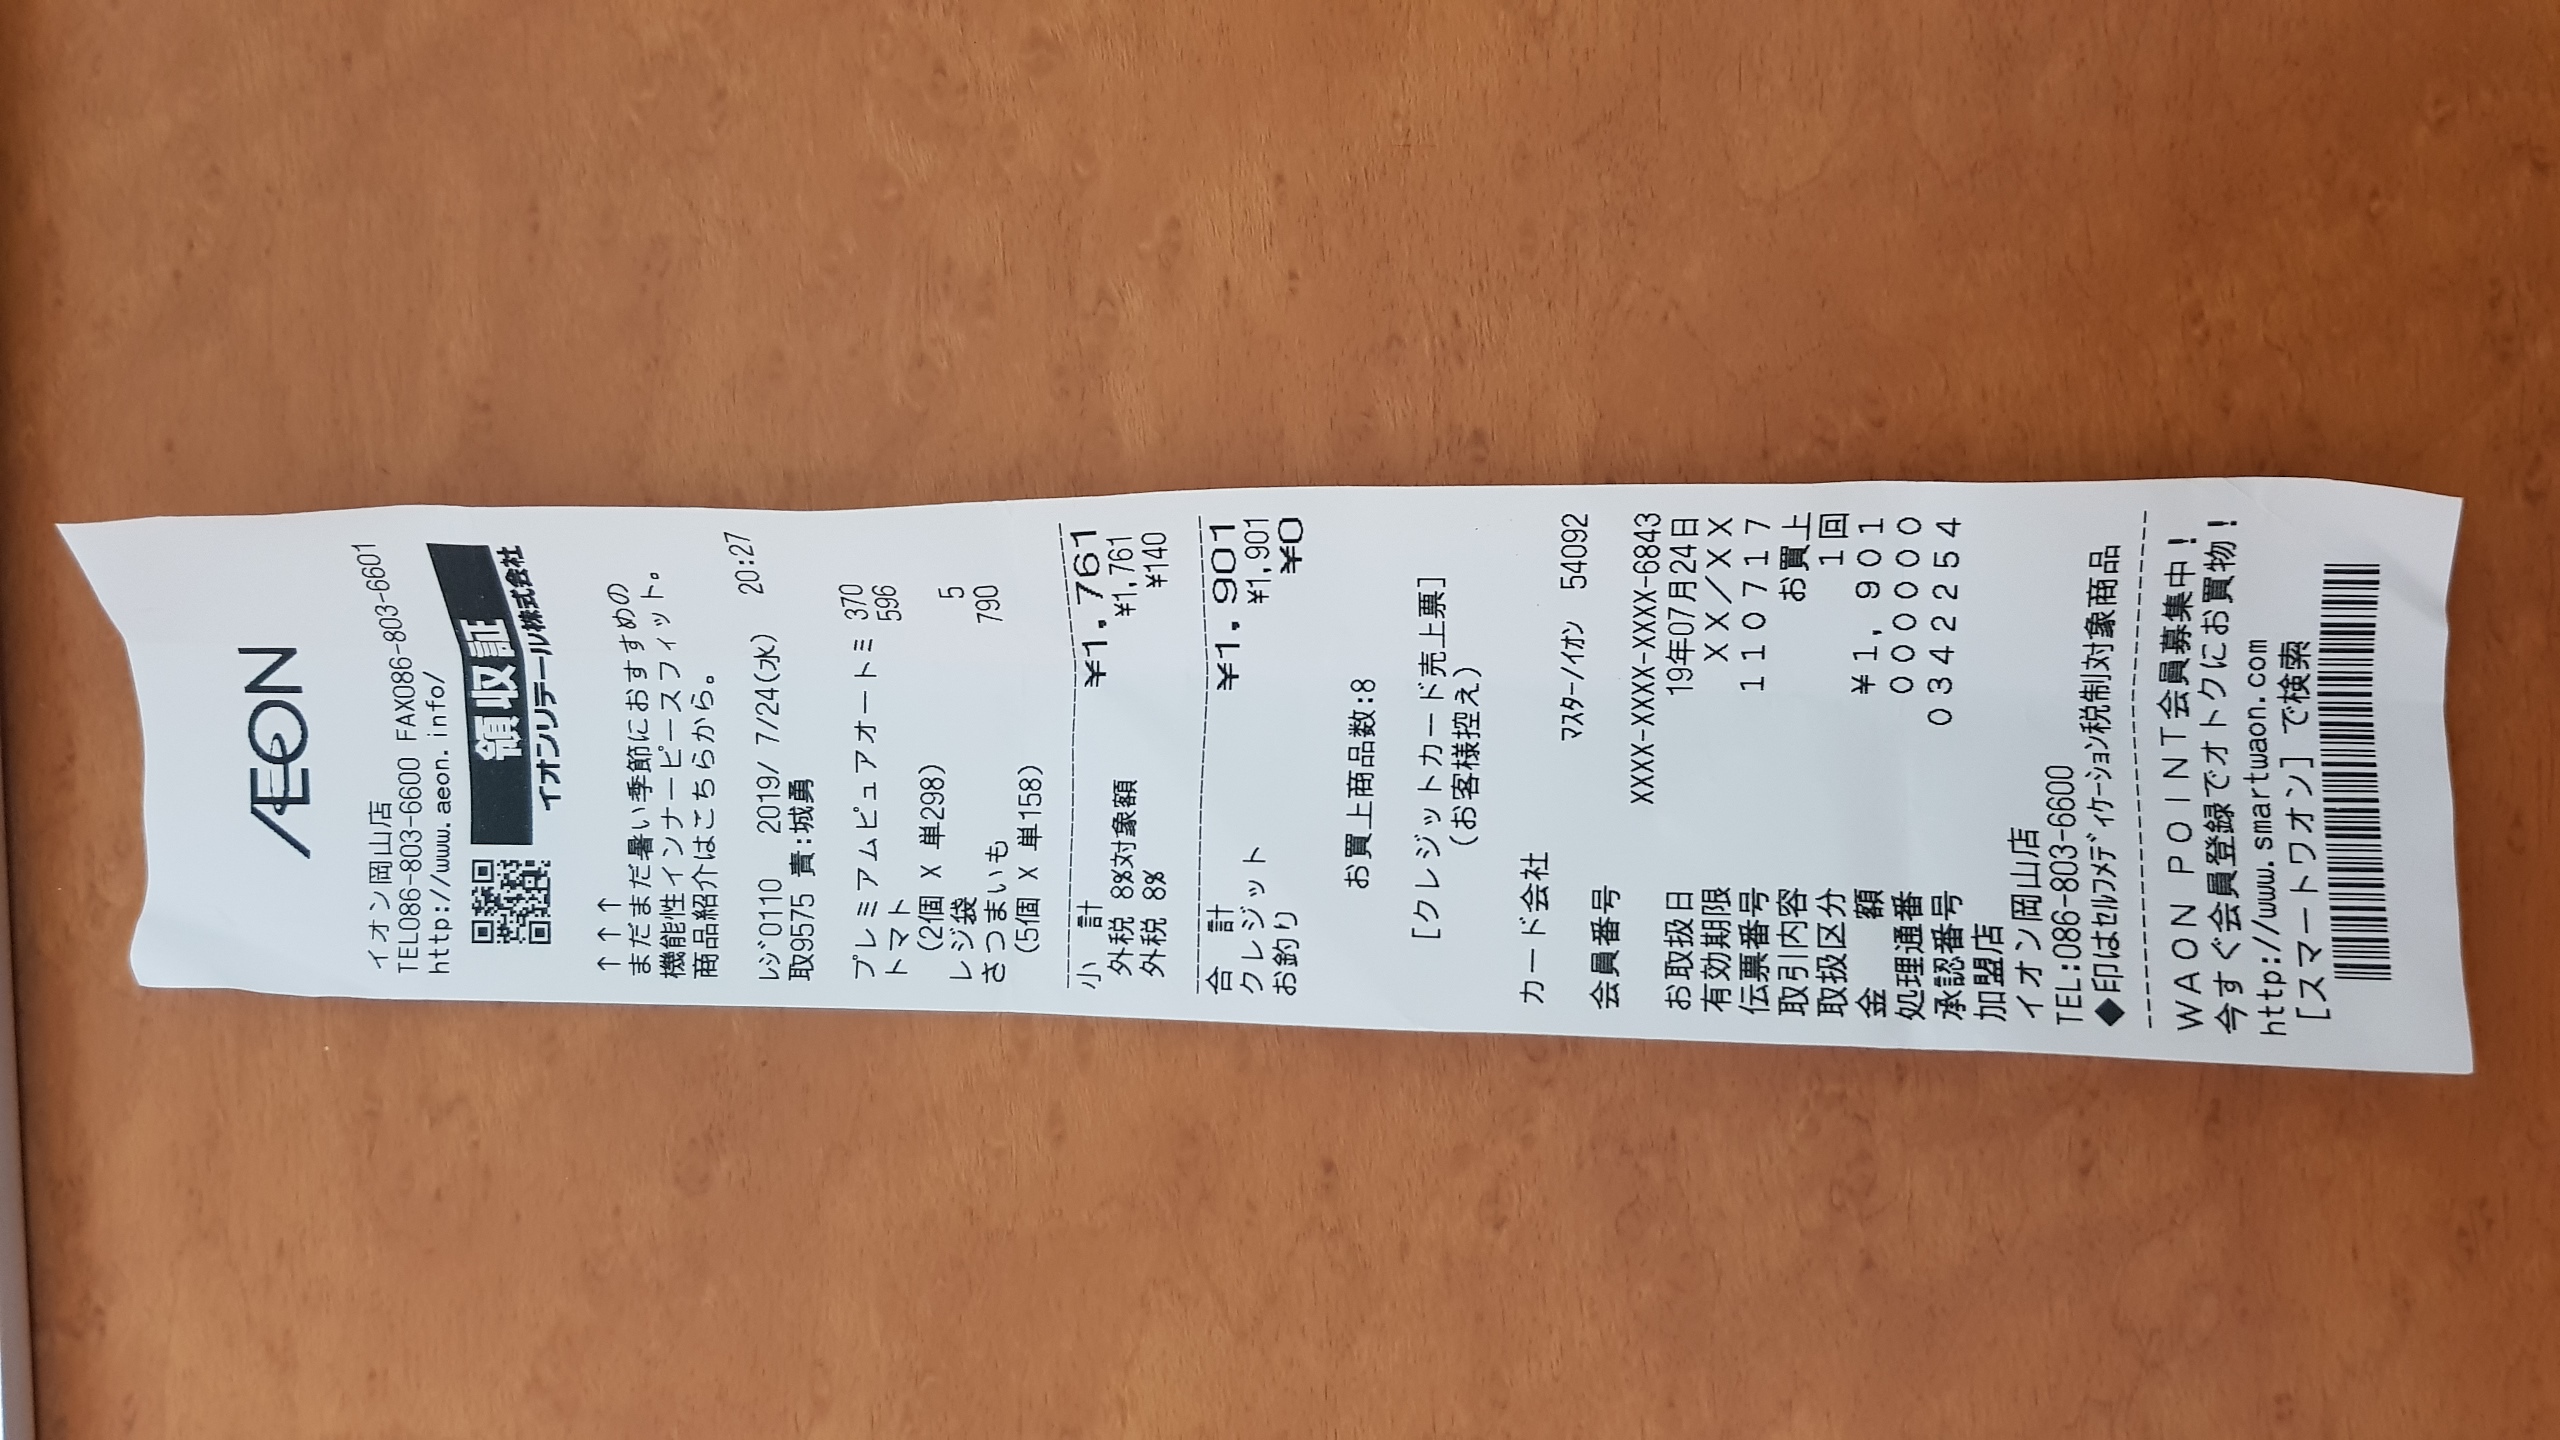 ÆON
イオン岡山店
TEL086-803-6600 FAX086-803-6601
http://www.aeon.info/
領収証
イオンリテール株式会社
↑↑↑
まだまだ暑い季節におすすめの
機能性インナーピースフィット。
商品紹介はこちらから。
ﾚｼﾞ0110 2019/ 7/24(水) 20:27
取9575 責:城勇
プレミアムピュアオートミ 370
トマト 596
(2個 X 単298)
レジ袋 5
さつまいも 790
(5個 X 単158)
小 計 ¥1,761
外税 8%対象額 ¥1,761
外税 8% ¥140
合 計 ¥1,901
クレジット ¥1,901
お釣り ¥0
お買上商品数:8
[クレジットカード売上票]
(お客様控え)
カード会社
ﾏｽﾀｰ/ｲｵﾝ 54092
会員番号
XXXX-XXXX-XXXX-6843
お取扱日 19年07月24日
有効期限 XX/XX
伝票番号 110717
取引内容 お買上
取扱区分 1回
金 額 ¥1,901
処理通番 000000
承認番号 0342254
加盟店
イオン岡山店
TEL:086-803-6600
◆印はｾﾙﾌﾒﾃﾞｨｹｰｼｮﾝ税制対象商品
WAON POINT会員募集中!
今すぐ会員登録でオトクにお買物!
http://www.smartwaon.com
[スマートワオン]で検索